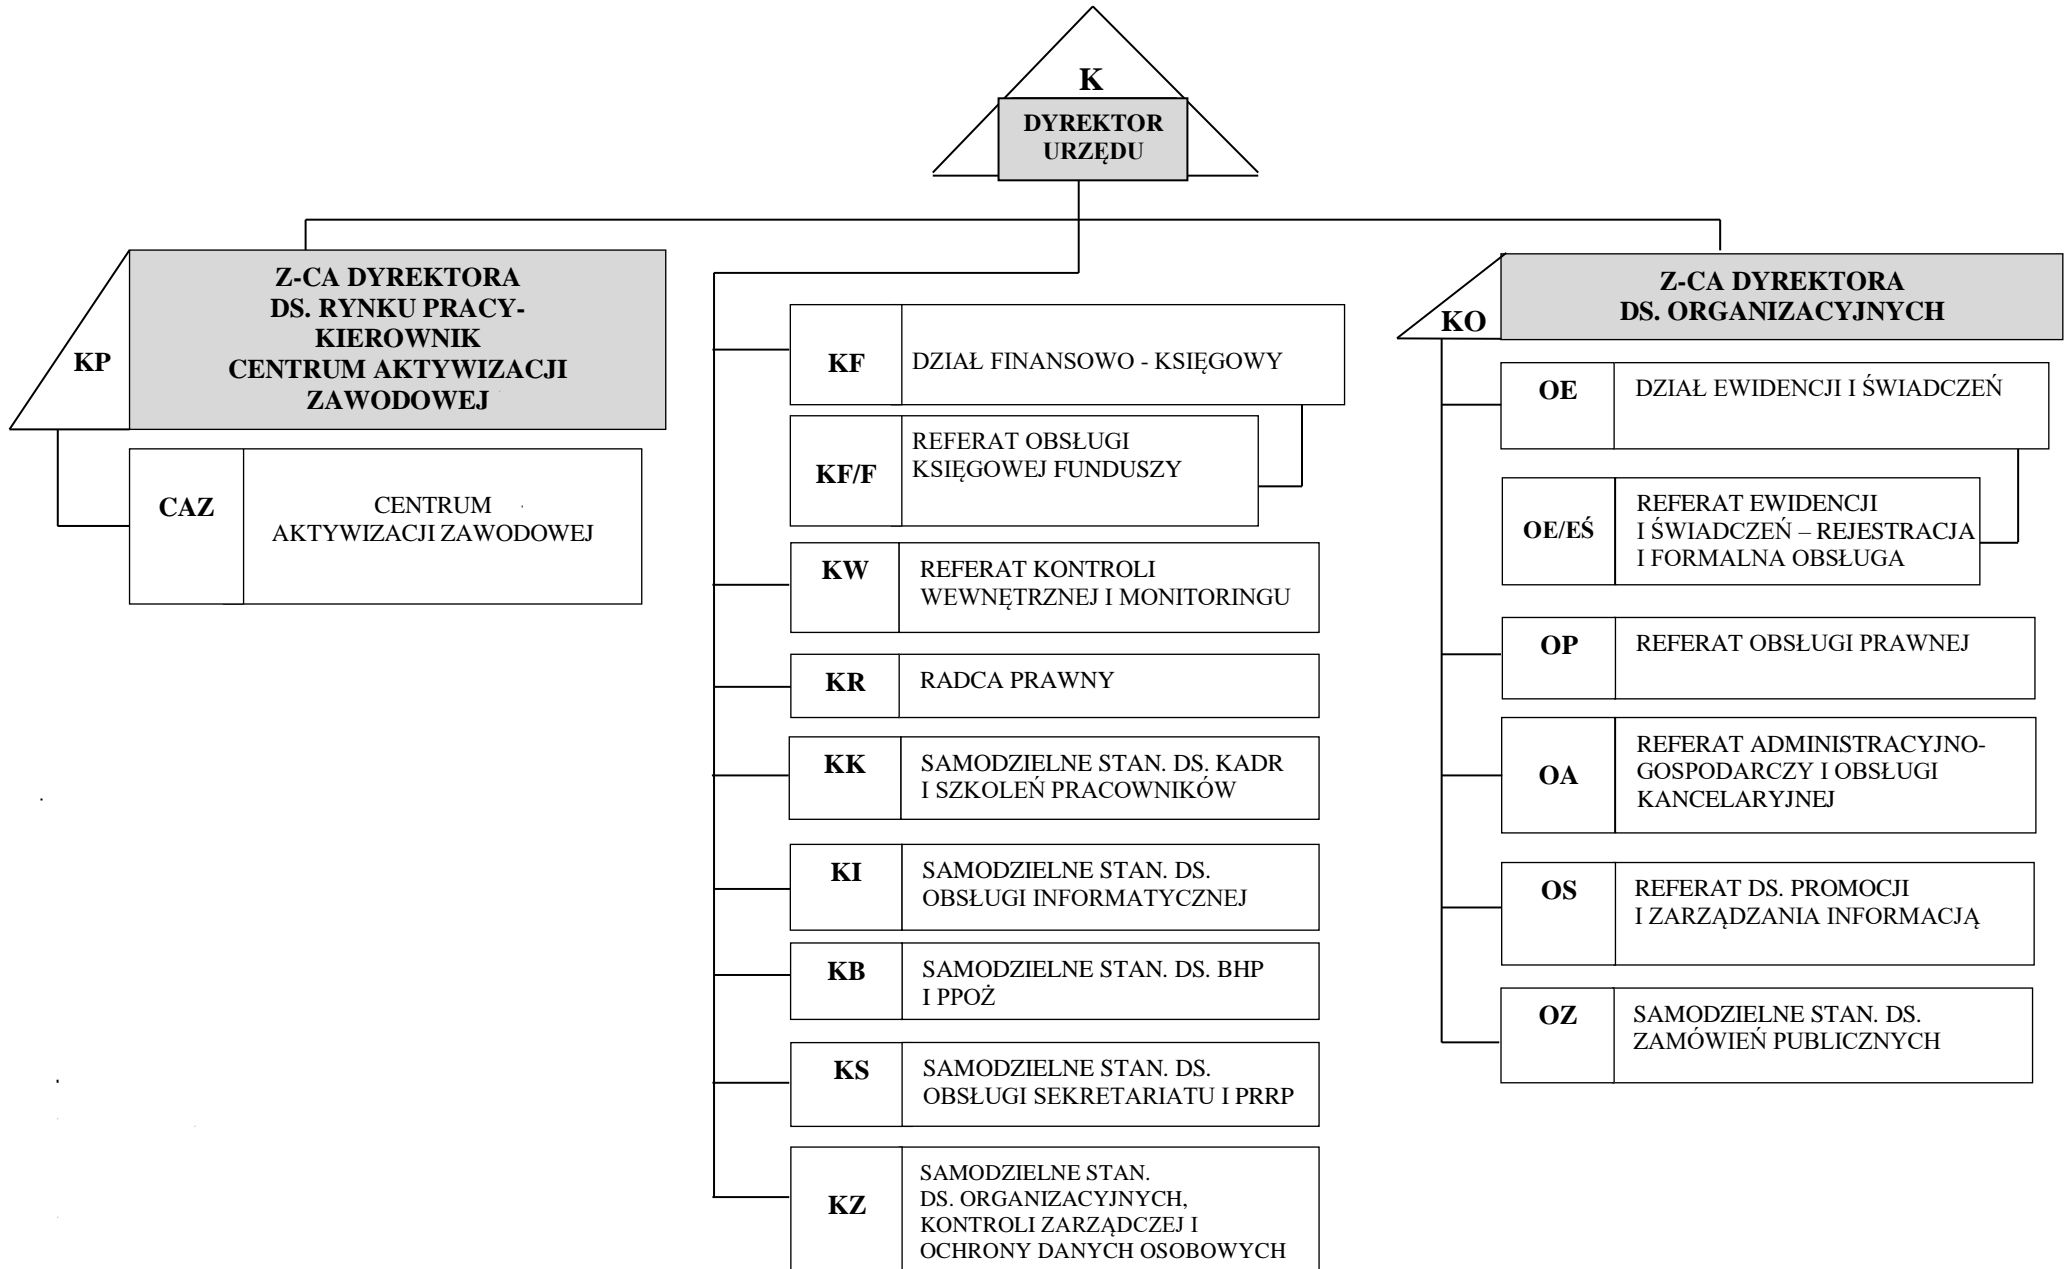 K
DYREKTOR
URZĘDU
KP
Z-CA DYREKTORA
DS. RYNKU PRACY-
KIEROWNIK
CENTRUM AKTYWIZACJI
ZAWODOWEJ
CAZ
CENTRUM
AKTYWIZACJI ZAWODOWEJ
KF
DZIAŁ FINANSOWO - KSIĘGOWY
KF/F
REFERAT OBSŁUGI
KSIĘGOWEJ FUNDUSZY
KW
REFERAT KONTROLI
WEWNĘTRZNEJ I MONITORINGU
KR
RADCA PRAWNY
KK
SAMODZIELNE STAN. DS. KADR
I SZKOLEŃ PRACOWNIKÓW
KI
SAMODZIELNE STAN. DS.
OBSŁUGI INFORMATYCZNEJ
KB
SAMODZIELNE STAN. DS. BHP
I PPOŻ
KS
SAMODZIELNE STAN. DS.
OBSŁUGI SEKRETARIATU I PRRP
KZ
SAMODZIELNE STAN.
DS. ORGANIZACYJNYCH,
KONTROLI ZARZĄDCZEJ I
OCHRONY DANYCH OSOBOWYCH
KO
Z-CA DYREKTORA
DS. ORGANIZACYJNYCH
OE
DZIAŁ EWIDENCJI I ŚWIADCZEŃ
OE/EŚ
REFERAT EWIDENCJI
I ŚWIADCZEŃ – REJESTRACJA
I FORMALNA OBSŁUGA
OP
REFERAT OBSŁUGI PRAWNEJ
OA
REFERAT ADMINISTRACYJNO-
GOSPODARCZY I OBSŁUGI
KANCELARYJNEJ
OS
REFERAT DS. PROMOCJI
I ZARZĄDZANIA INFORMACJĄ
OZ
SAMODZIELNE STAN. DS.
ZAMÓWIEŃ PUBLICZNYCH